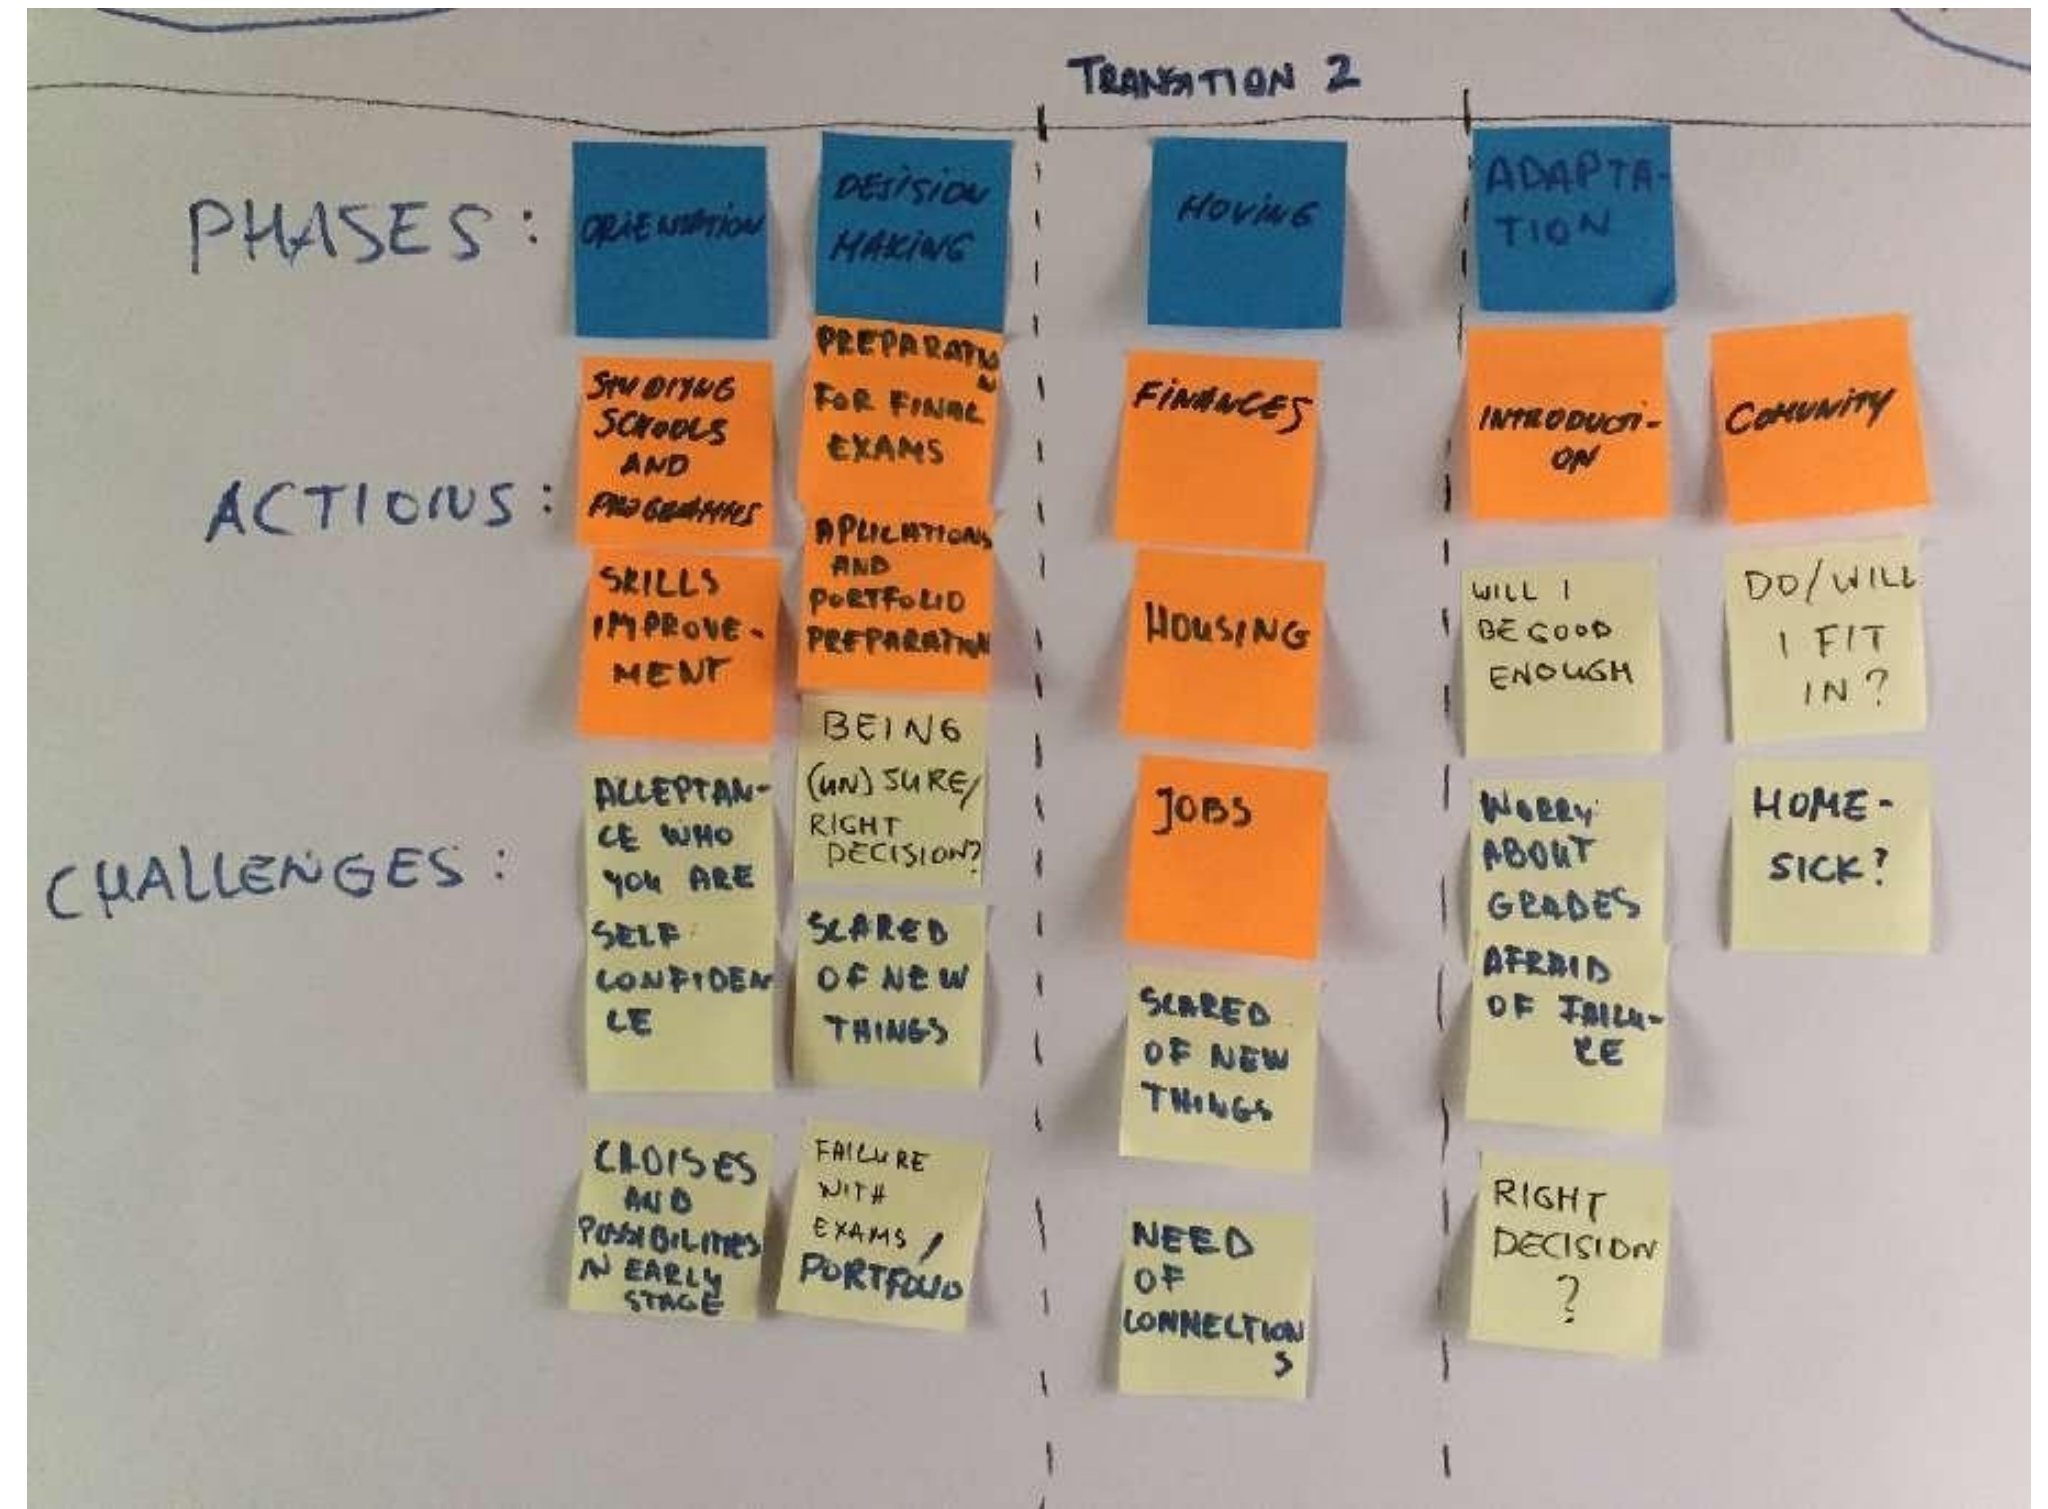 TRANSITION 2
PHASES:
ORIENTATION
DESISION
MAKING
MOVING
ADAPTA-
TION
ACTIONS:
STUDYING
SCHOOLS
AND
PROGRAMMES
SKILLS
IMPROVE-
MENT
PREPARATIO
N
FOR FINAL
EXAMS
APLICATIONS
AND
PORTFOLIO
PREPARATION
FINANCES
HOUSING
JOBS
INTRODUCTI-
ON
COMUNITY
CHALLENGES:
ACCEPTAN-
CE WHO
YOU ARE
SELF
CONFIDEN
CE
CHOISES
AND
POSSIBILITIES
IN EARLY
STAGE
BEING
(UN) SURE/
RIGHT
DECISION?
SCARED
OF NEW
THINGS
FAILURE
WITH
EXAMS /
PORTFOLIO
SCARED
OF NEW
THINGS
NEED
OF
CONNECTION
S
WILL I
BE GOOD
ENOUGH
WORRY
ABOUT
GRADES
AFRAID
OF FAILU-
RE
RIGHT
DECISION
?
DO/WILL
I FIT
IN?
HOME-
SICK?